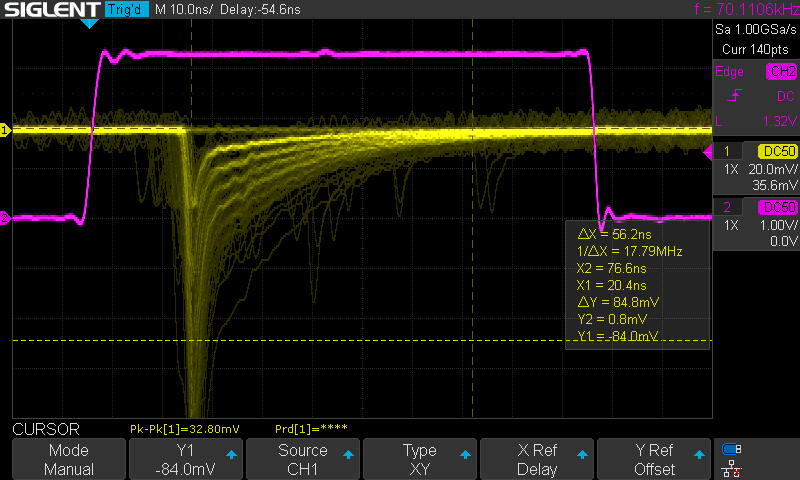 SIGLENT Trig'd M 10.0ns/ Delay:-54.6ns f = 70.1106kHz
Sa 1.00GSa/s
Curr 140pts
Edge CH2
DC
L 1.32V
1 DC50
1X 20.0mV/
35.6mV
2 DC50
1X 1.00V/
0.0V
1
2
ΔX = 56.2ns
1/ΔX = 17.79MHz
X2 = 76.6ns
X1 = 20.4ns
ΔY = 84.8mV
Y2 = 0.8mV
Y1 = -84.0mV
CURSOR Pk-Pk[1]=32.80mV Prd[1]=****
Mode Y1 Source Type X Ref Y Ref
Manual -84.0mV CH1 XY Delay Offset